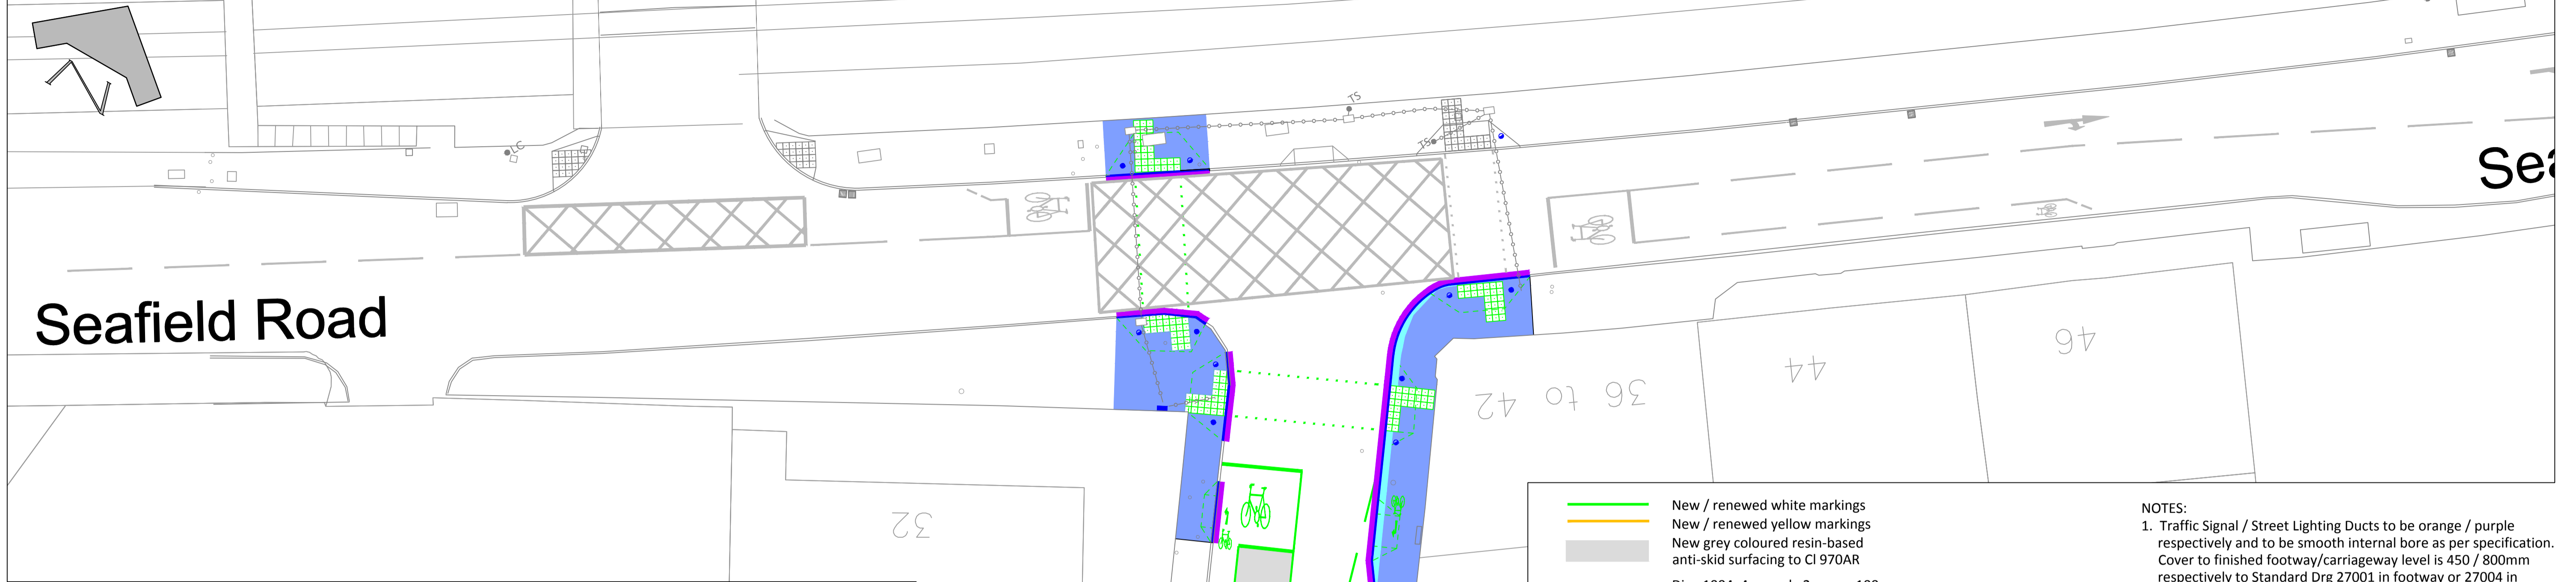 LC
TS
TS
Sea
Seafield Road
46
44
36 to 42
32
New / renewed white markings
New / renewed yellow markings
New grey coloured resin-based
anti-skid surfacing to Cl 970AR
NOTES:
1. Traffic Signal / Street Lighting Ducts to be orange / purple
respectively and to be smooth internal bore as per specification.
Cover to finished footway/carriageway level is 450 / 800mm
respectively to Standard Drg 27001 in footway or 27004 in